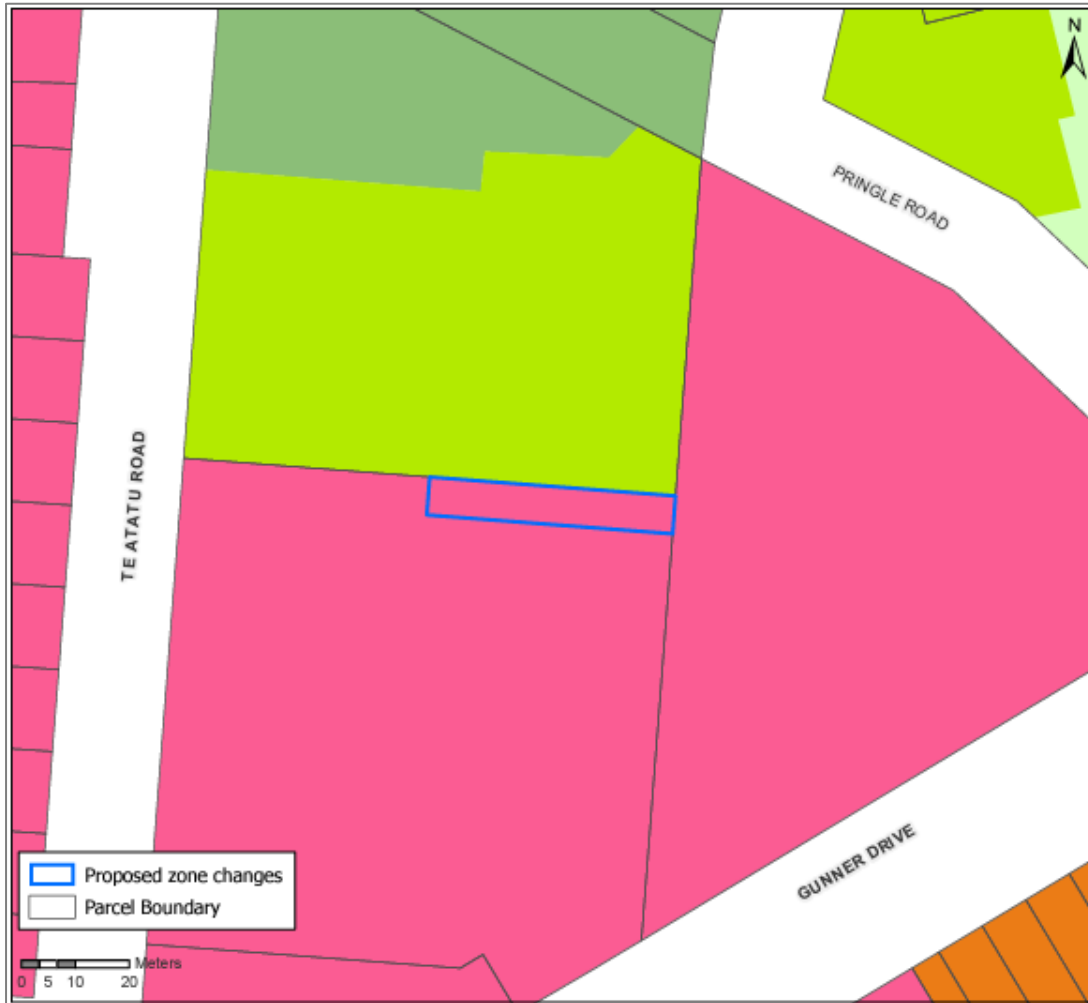 N
PRINGLE ROAD
TE ATATU ROAD
GUNNER DRIVE
Proposed zone changes
Parcel Boundary
Meters
0 5 10 20